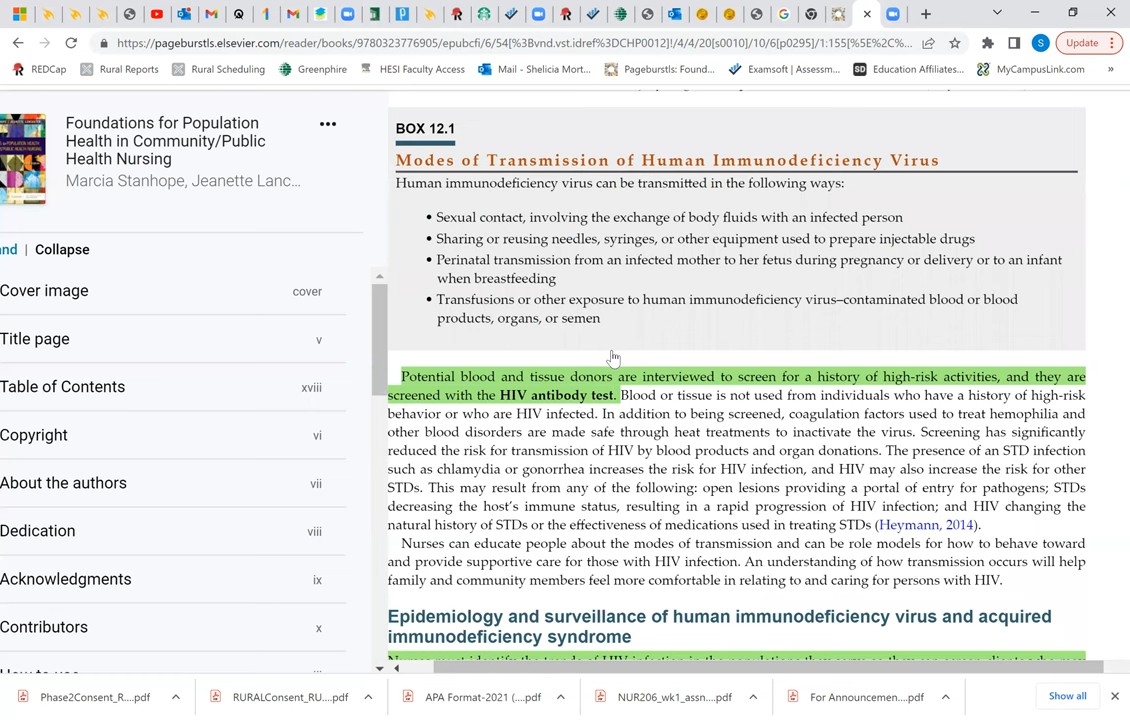 https://pageburstls.elsevier.com/reader/books/9780323776905/epubcfi/6/54[%3Bvnd.vst.idref%3DCHP0012]!/4/4/20[s0010]/10/6[p0295]/1:155[%5E%2C%...
S
Update
REDCap
Rural Reports
Rural Scheduling
Greenphire
HESI Faculty Access
Mail - Shelicia Mort...
Pageburstls: Found...
Examsoft | Assessm...
SD Education Affiliates...
MyCampusLink.com
»
Foundations for Population
Health in Community/Public
Health Nursing
Marcia Stanhope, Jeanette Lanc...
and | Collapse
Cover image cover
Title page v
Table of Contents xviii
Copyright vi
About the authors vii
Dedication viii
Acknowledgments ix
Contributors x
BOX 12.1
Modes of Transmission of Human Immunodeficiency Virus
Human immunodeficiency virus can be transmitted in the following ways:
• Sexual contact, involving the exchange of body fluids with an infected person
• Sharing or reusing needles, syringes, or other equipment used to prepare injectable drugs
• Perinatal transmission from an infected mother to her fetus during pregnancy or delivery or to an infant
when breastfeeding
• Transfusions or other exposure to human immunodeficiency virus–contaminated blood or blood
products, organs, or semen
Potential blood and tissue donors are interviewed to screen for a history of high-risk activities, and they are
screened with the HIV antibody test. Blood or tissue is not used from individuals who have a history of high-risk
behavior or who are HIV infected. In addition to being screened, coagulation factors used to treat hemophilia and
other blood disorders are made safe through heat treatments to inactivate the virus. Screening has significantly
reduced the risk for transmission of HIV by blood products and organ donations. The presence of an STD infection
such as chlamydia or gonorrhea increases the risk for HIV infection, and HIV may also increase the risk for other
STDs. This may result from any of the following: open lesions providing a portal of entry for pathogens; STDs
decreasing the host's immune status, resulting in a rapid progression of HIV infection; and HIV changing the
natural history of STDs or the effectiveness of medications used in treating STDs (Heymann, 2014).
Nurses can educate people about the modes of transmission and can be role models for how to behave toward
and provide supportive care for those with HIV infection. An understanding of how transmission occurs will help
family and community members feel more comfortable in relating to and caring for persons with HIV.
Epidemiology and surveillance of human immunodeficiency virus and acquired
immunodeficiency syndrome
Phase2Consent_R....pdf
RURALConsent_RU....pdf
APA Format-2021 (....pdf
NUR206_wk1_assn....pdf
For Announcemen....pdf
Show all